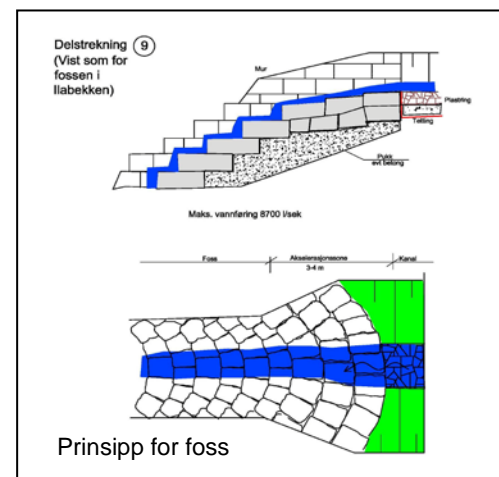 Delstrekning 9
(Vist som for
fossen i
Ilabekken)
Mur
Plastring
Tetting
Pukk
evt betong
Maks. vannføring 8700 l/sek
Foss
Akselerasjonssone
Kanal
3-4 m
Prinsipp for foss